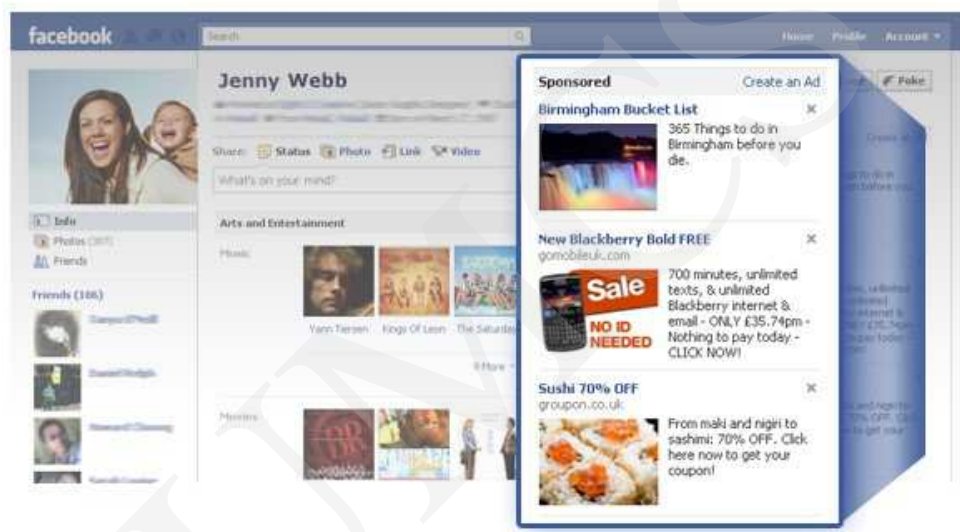 facebook
Search
Home Profile Account
Jenny Webb
Poke
Share: Status Photo Link Video
What's on your mind?
Info
Photos
Friends
Friends (106)
Arts and Entertainment
Music
Yann Tiersen Kings Of Leon The Saturday
Movies
Sponsored Create an Ad
Birmingham Bucket List
365 Things to do in
Birmingham before you
die.
New Blackberry Bold FREE
gomobileuk.com
Sale
NO ID
NEEDED
700 minutes, unlimited
texts, & unlimited
Blackberry internet &
email - ONLY £35.74pm -
Nothing to pay today -
CLICK NOW!
Sushi 70% OFF
groupon.co.uk
From maki and nigiri to
sashimi: 70% OFF. Click
here now to get your
coupon!